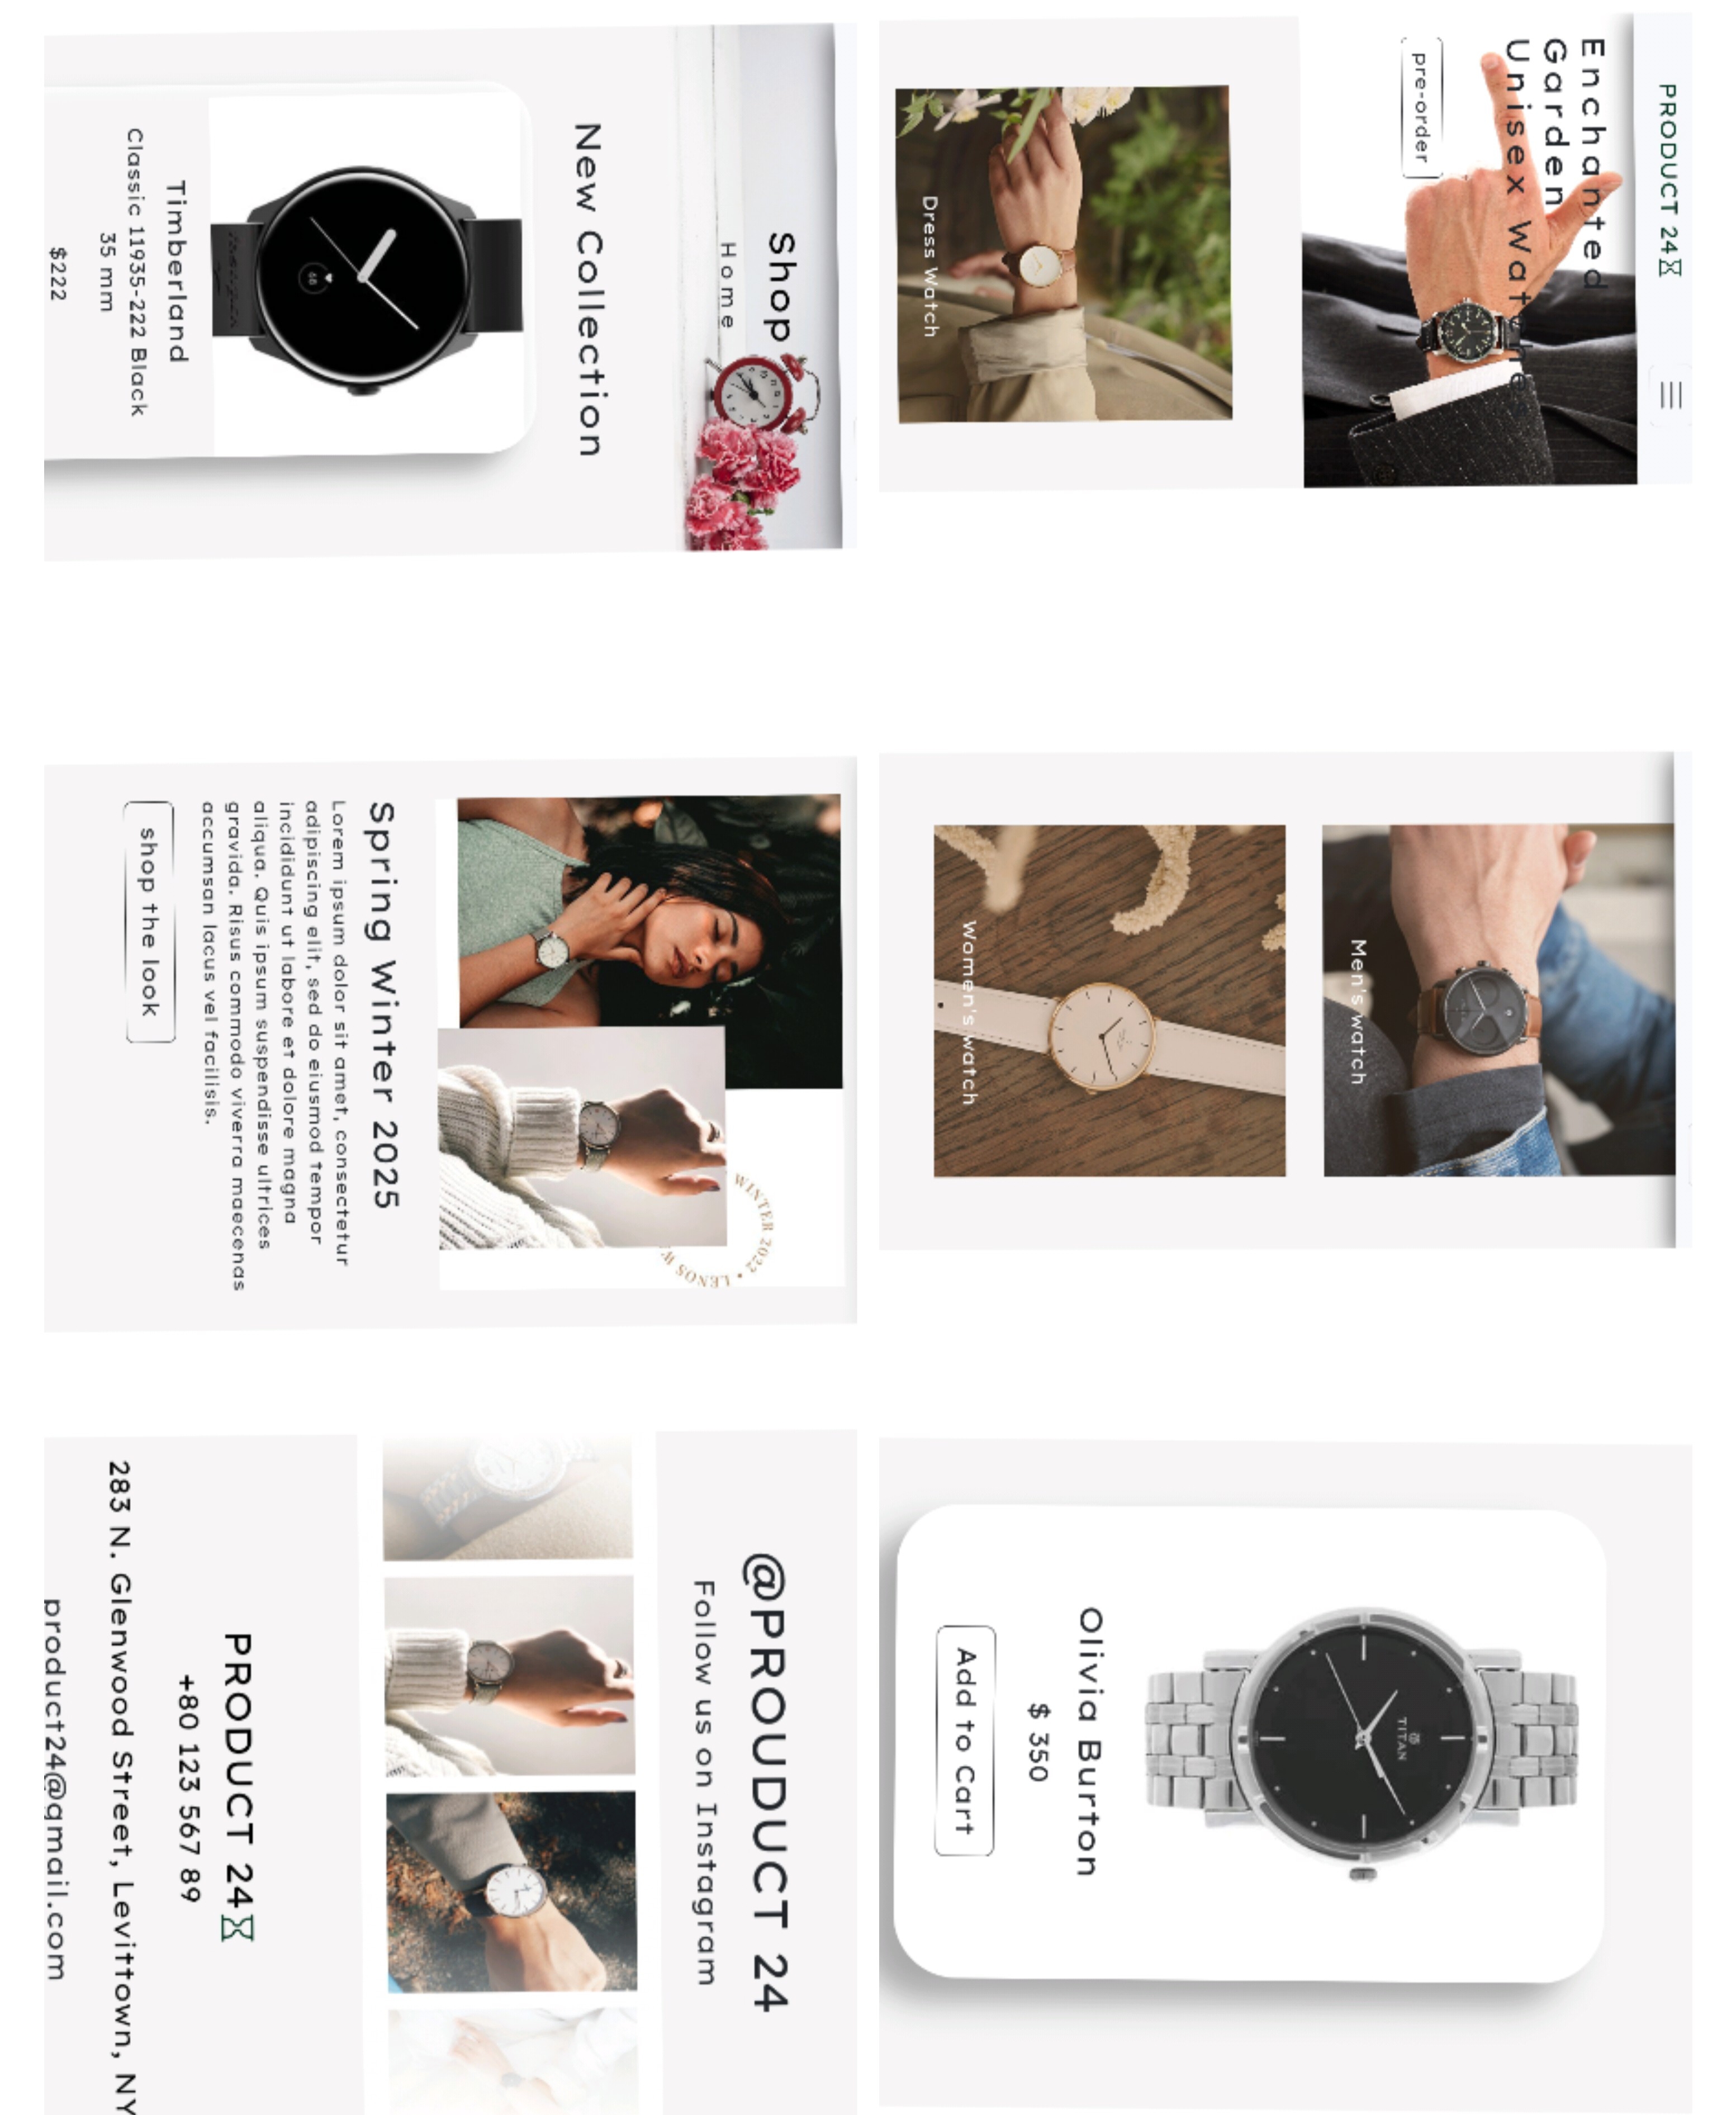 PRODUCT 24
Enchanted
Garden
Unisex Watches
pre-order
Dress Watch
Men's watch
Women's watch
TITAN
Olivia Burton
$ 350
Add to Cart
Shop
Home
New Collection
68
Timberland
Classic 11935-222 Black
35 mm
$222
WINTER 2022 • LENOS W
Spring Winter 2025
Lorem ipsum dolor sit amet, consectetur
adipiscing elit, sed do eiusmod tempor
incididunt ut labore et dolore magna
aliqua. Quis ipsum suspendisse ultrices
gravida. Risus commodo viverra maecenas
accumsan lacus vel facilisis.
shop the look
@PROUDUCT 24
Follow us on Instagram
PRODUCT 24
+80 123 567 89
283 N. Glenwood Street, Levittown, NY
product24@gmail.com